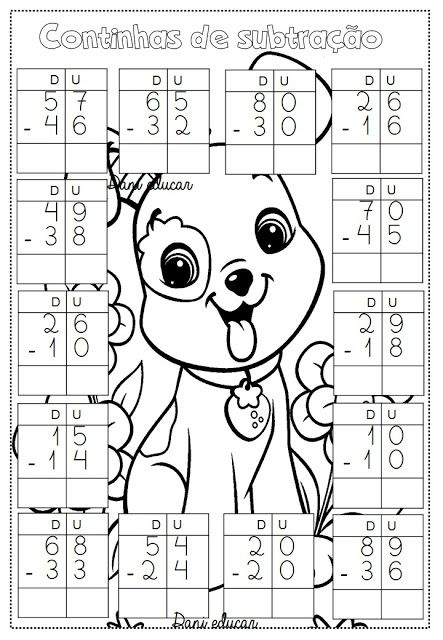 Continhas de subtração
D U D U D U D U
5 7 6 5 8 0 2 6
- 4 6 - 3 2 - 3 0 - 1 6
Dani educar
D U D U
4 9 7 0
- 3 8 - 4 5
D U D U
2 6 2 9
- 1 0 - 1 8
D U D U
1 5 1 0
- 1 4 - 1 0
D U D U D U D U
6 8 5 4 2 0 8 9
- 3 3 - 2 4 - 2 0 - 3 6
Dani educar